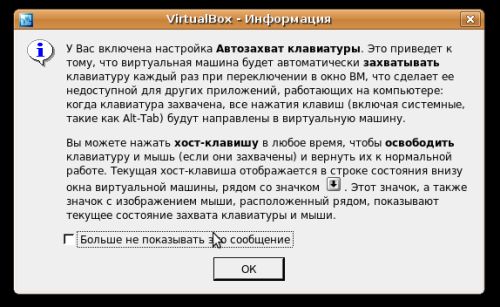 VirtualBox - Информация
У Вас включена настройка Автозахват клавиатуры. Это приведет к
тому, что виртуальная машина будет автоматически захватывать
клавиатуру каждый раз при переключении в окно ВМ, что сделает ее
недоступной для других приложений, работающих на компьютере:
когда клавиатура захвачена, все нажатия клавиш (включая системные,
такие как Alt-Tab) будут направлены в виртуальную машину.
Вы можете нажать хост-клавишу в любое время, чтобы освободить
клавиатуру и мышь (если они захвачены) и вернуть их к нормальной
работе. Текущая хост-клавиша отображается в строке состояния внизу
окна виртуальной машины, рядом со значком . Этот значок, а также
значок с изображением мыши, расположенный рядом, показывают
текущее состояние захвата клавиатуры и мыши.
Больше не показывать это сообщение
OK